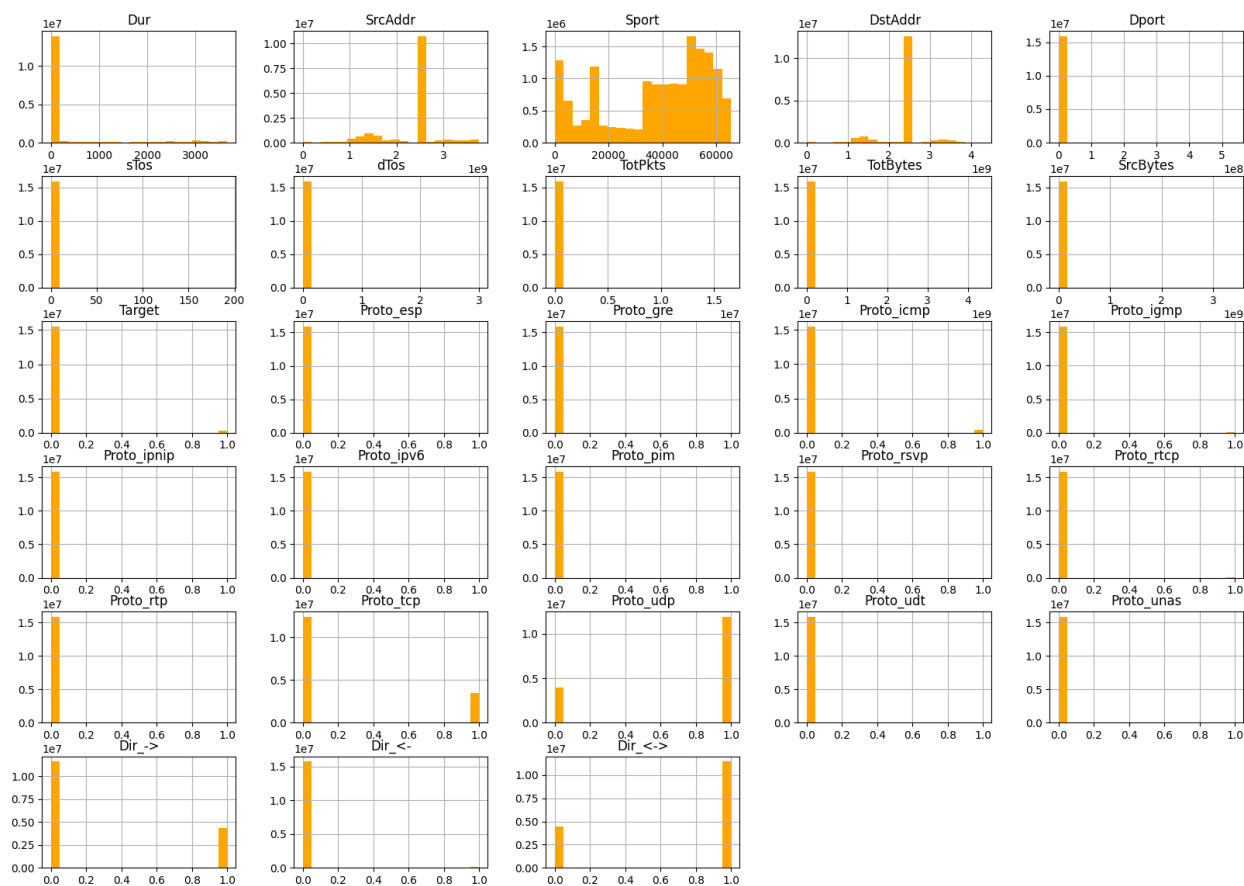 Dur SrcAddr Sport DstAddr Dport
1e7 1e7 1e6 1e7 1e7
1.0 0.5 0.0
0 1000 2000 3000
1.00 0.75 0.50 0.25 0.00
1 2 3
1.5 1.0 0.5 0.0
20000 40000 60000
1.0 0.5 0.0
0 1 2 3 4
1.5 1.0 0.5 0.0
0 1 2 3 4 5
sTos dTos TotPkts TotBytes SrcBytes
1e7 1e7 1e9 1e7 1e7 1e9 1e7 1e8
1.5 1.0 0.5 0.0
0 50 100 150 200
1.5 1.0 0.5 0.0
0 1 2 3
1.5 1.0 0.5 0.0
0.0 0.5 1.0 1.5
1.5 1.0 0.5 0.0
0 1 2 3 4
1.5 1.0 0.5 0.0
0 1 2 3
Target Proto_esp Proto_gre Proto_icmp Proto_igmp
1e7 1e7 1e7 1e7 1e7 1e9 1e7 1e9
1.5 1.0 0.5 0.0
0.0 0.2 0.4 0.6 0.8 1.0
1.5 1.0 0.5 0.0
0.0 0.2 0.4 0.6 0.8 1.0
1.5 1.0 0.5 0.0
0.0 0.2 0.4 0.6 0.8 1.0
1.5 1.0 0.5 0.0
0.0 0.2 0.4 0.6 0.8 1.0
1.5 1.0 0.5 0.0
0.0 0.2 0.4 0.6 0.8 1.0
Proto_ipnip Proto_ipv6 Proto_pim Proto_rsvp Proto_rtcp
1e7 1e7 1e7 1e7 1e7
1.5 1.0 0.5 0.0
0.0 0.2 0.4 0.6 0.8 1.0
1.5 1.0 0.5 0.0
0.0 0.2 0.4 0.6 0.8 1.0
1.5 1.0 0.5 0.0
0.0 0.2 0.4 0.6 0.8 1.0
1.5 1.0 0.5 0.0
0.0 0.2 0.4 0.6 0.8 1.0
1.5 1.0 0.5 0.0
0.0 0.2 0.4 0.6 0.8 1.0
Proto_rtp Proto_tcp Proto_udp Proto_udt Proto_unas
1e7 1e7 1e7 1e7 1e7
1.5 1.0 0.5 0.0
0.0 0.2 0.4 0.6 0.8 1.0
1.0 0.5 0.0
0.0 0.2 0.4 0.6 0.8 1.0
1.0 0.5 0.0
0.0 0.2 0.4 0.6 0.8 1.0
1.5 1.0 0.5 0.0
0.0 0.2 0.4 0.6 0.8 1.0
1.5 1.0 0.5 0.0
0.0 0.2 0.4 0.6 0.8 1.0
Dir_-> Dir_<- Dir_<->
1e7 1e7 1e7
1.00 0.75 0.50 0.25 0.00
0.0 0.2 0.4 0.6 0.8 1.0
1.5 1.0 0.5 0.0
0.0 0.2 0.4 0.6 0.8 1.0
1.00 0.75 0.50 0.25 0.00
0.0 0.2 0.4 0.6 0.8 1.0